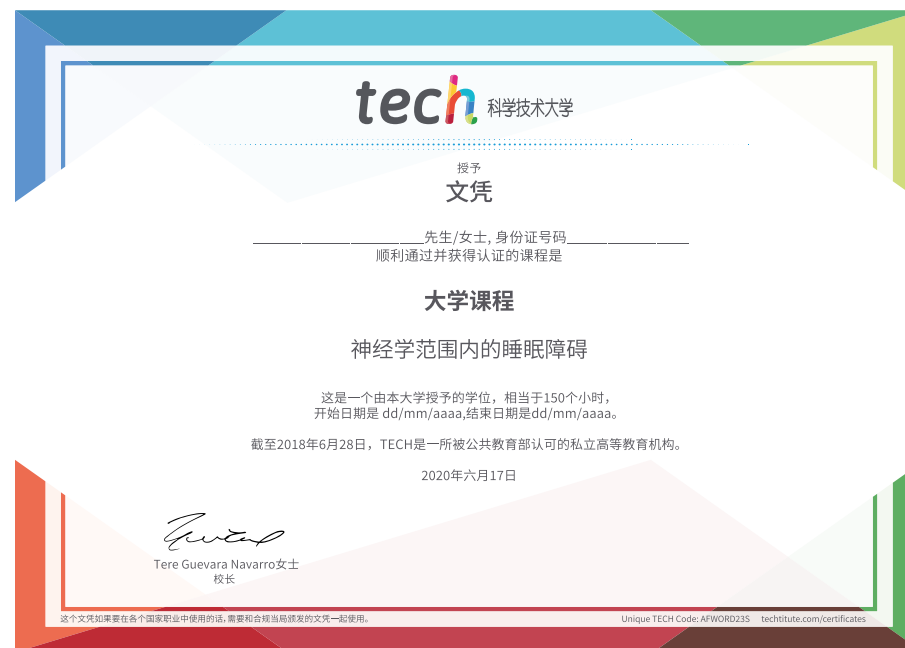 tech 科学技术大学
授予
文凭
______________________先生/女士, 身份证号码________________
顺利通过并获得认证的课程是
大学课程
神经学范围内的睡眠障碍
这是一个由本大学授予的学位，相当于150个小时，
开始日期是 dd/mm/aaaa,结束日期是dd/mm/aaaa。
截至2018年6月28日，TECH是一所被公共教育部认可的私立高等教育机构。
2020年六月17日
Tere Guevara Navarro女士
校长
这个文凭如果要在各个国家职业中使用的话,需要和合规当局颁发的文凭一起使用。
Unique TECH Code: AFWORD23S techtitute.com/certificates